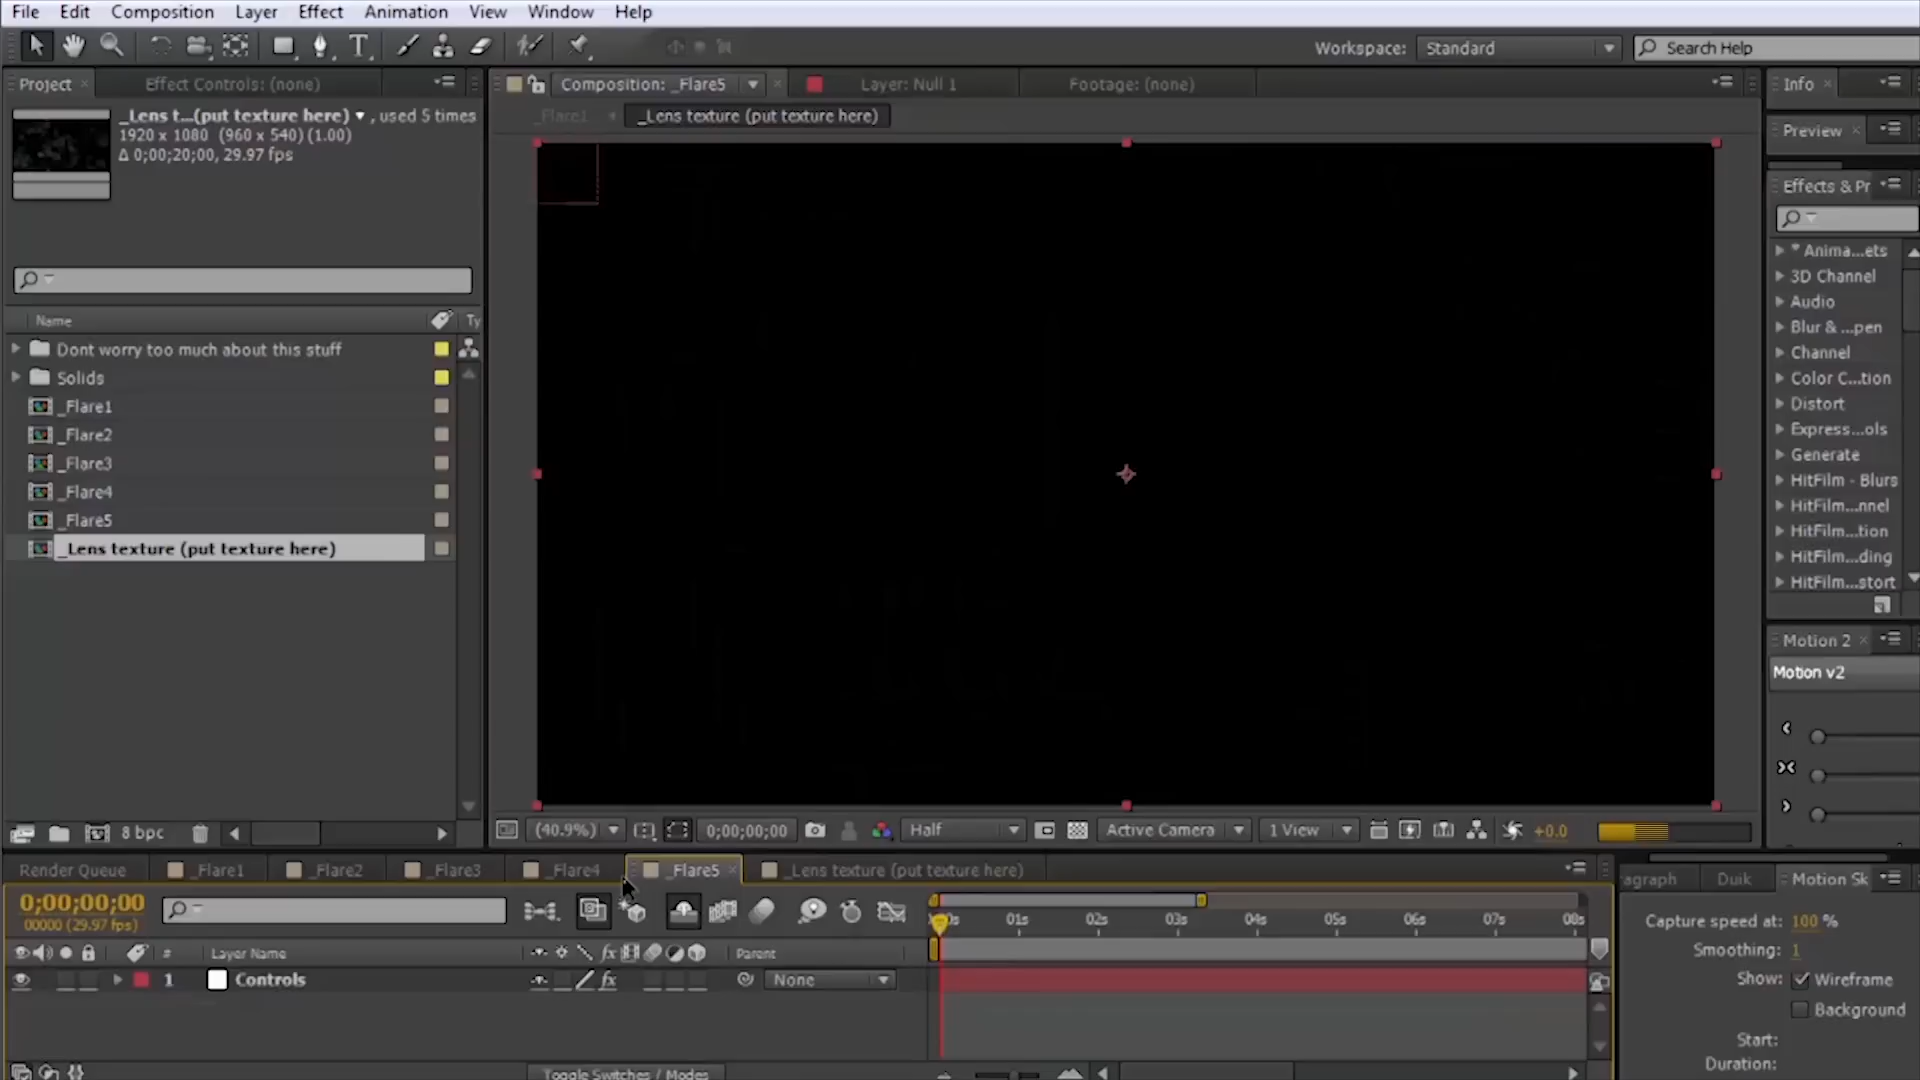 File Edit Composition Layer Effect Animation View Window Help
Workspace: Standard Search Help
Project Effect Controls: (none)
Composition: _Flare5 Layer: Null 1 Footage: (none)
Info
_Lens t...(put texture here) , used 5 times
_Flare1 _Lens texture (put texture here)
1920 x 1080 (960 x 540) (1.00)
Δ 0;00;20;00, 29.97 fps
Preview
Effects & Pr
Name Ty
Dont worry too much about this stuff
Solids
_Flare1
_Flare2
_Flare3
_Flare4
_Flare5
_Lens texture (put texture here)
* Anima...ets
3D Channel
Audio
Blur & ...pen
Channel
Color C...tion
Distort
Express...ols
Generate
HitFilm - Blurs
HitFilm...nnel
HitFilm...tion
HitFilm...ding
HitFilm...stort
Motion 2
Motion v2
8 bpc
(40.9%) 0;00;00;00 Half Active Camera 1 View +0.0
Render Queue _Flare1 _Flare2 _Flare3 _Flare4 _Flare5 _Lens texture (put texture here)
0;00;00;00
00000 (29.97 fps)
01s 02s 03s 04s 05s 06s 07s 08s
# Layer Name fx Parent
1 Controls fx None
Toggle Switches / Modes
agraph Duik Motion Sk
Capture speed at: 100 %
Smoothing: 1
Show: Wireframe
Background
Start:
Duration: